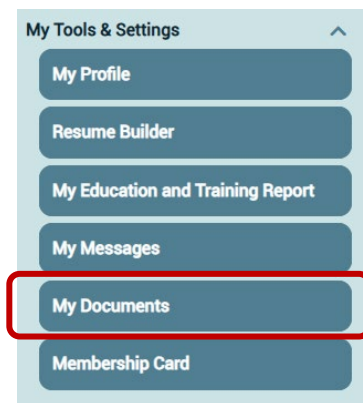 My Tools & Settings
My Profile
Resume Builder
My Education and Training Report
My Messages
My Documents
Membership Card